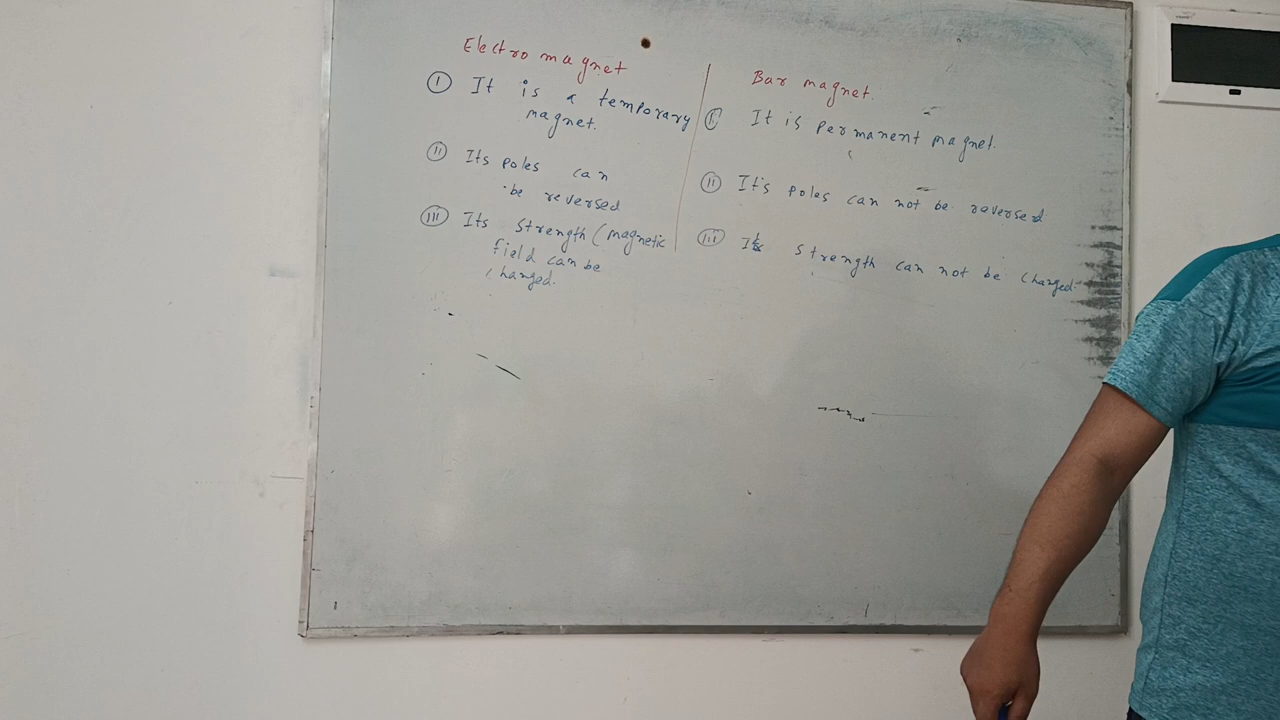 Electro magnet
I It is a temporary
magnet.
II Its poles can
be reversed
III Its strength (magnetic
field can be
changed.
Bar magnet.
I It is permanent magnet.
II It's poles can not be reversed
III Its strength can not be changed.